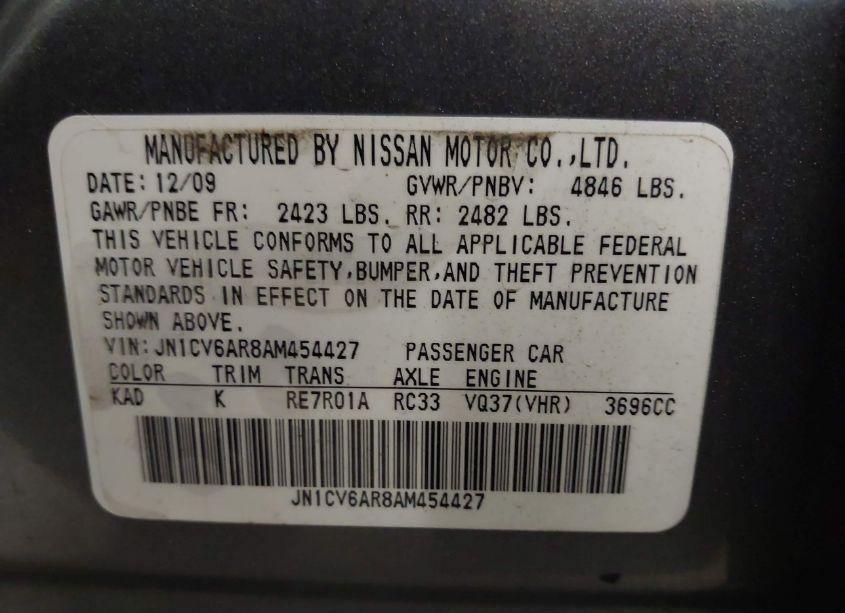 MANUFACTURED BY NISSAN MOTOR CO.,LTD.
DATE: 12/09 GVWR/PNBV: 4846 LBS.
GAWR/PNBE FR: 2423 LBS. RR: 2482 LBS.
THIS VEHICLE CONFORMS TO ALL APPLICABLE FEDERAL
MOTOR VEHICLE SAFETY,BUMPER,AND THEFT PREVENTION
STANDARDS IN EFFECT ON THE DATE OF MANUFACTURE
SHOWN ABOVE.
VIN:JN1CV6AR8AM454427 PASSENGER CAR
COLOR TRIM TRANS AXLE ENGINE
KAD K RE7R01A RC33 VQ37(VHR) 3696CC
JN1CV6AR8AM454427